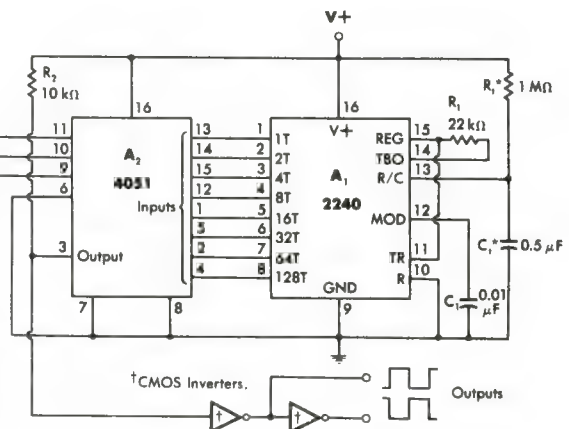 V+
R2
10 kΩ
16
16
V+
Rt* 1 MΩ
R1
22 kΩ
11
10
9
6
3
A2
4051
Inputs
Output
7
8
13
14
15
12
1
5
2
4
1
2
3
4
5
6
7
8
1T
2T
4T
8T
16T
32T
64T
128T
A1
2240
GND
9
REG
TBO
R/C
MOD
TR
R
15
14
13
12
11
10
Ct* 0.5 μF
C1 0.01
μF
†CMOS Inverters.
†
†
Outputs